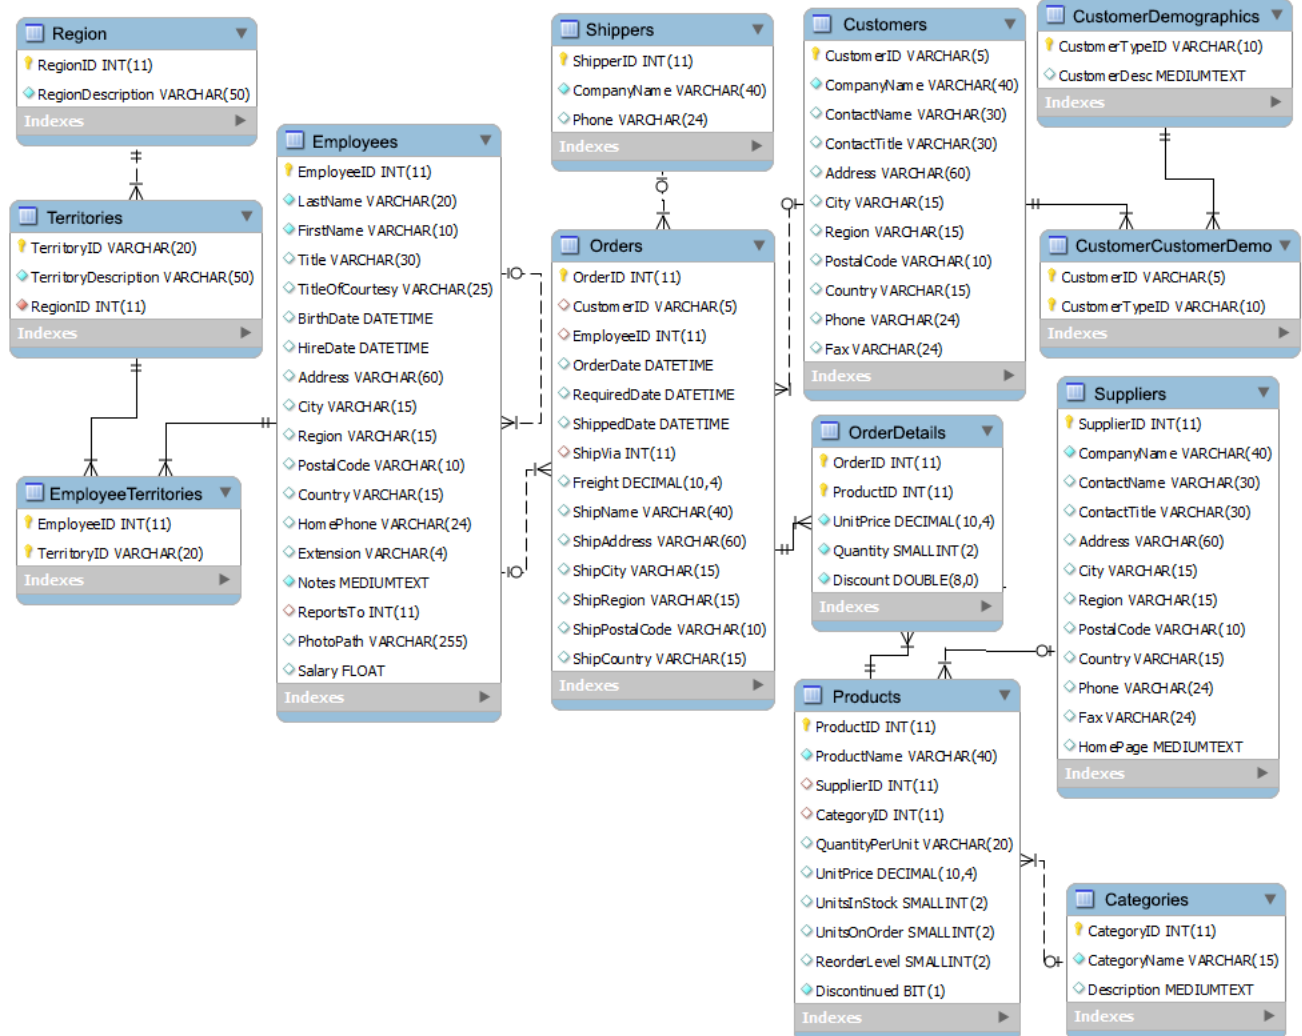 Region
RegionID INT(11)
RegionDescription VARCHAR(50)
Indexes
Territories
TerritoryID VARCHAR(20)
TerritoryDescription VARCHAR(50)
RegionID INT(11)
Indexes
EmployeeTerritories
EmployeeID INT(11)
TerritoryID VARCHAR(20)
Indexes
Employees
EmployeeID INT(11)
LastName VARCHAR(20)
FirstName VARCHAR(10)
Title VARCHAR(30)
TitleOfCourtesy VARCHAR(25)
BirthDate DATETIME
HireDate DATETIME
Address VARCHAR(60)
City VARCHAR(15)
Region VARCHAR(15)
PostalCode VARCHAR(10)
Country VARCHAR(15)
HomePhone VARCHAR(24)
Extension VARCHAR(4)
Notes MEDIUMTEXT
ReportsTo INT(11)
PhotoPath VARCHAR(255)
Salary FLOAT
Indexes
Shippers
ShipperID INT(11)
CompanyName VARCHAR(40)
Phone VARCHAR(24)
Indexes
Orders
OrderID INT(11)
CustomerID VARCHAR(5)
EmployeeID INT(11)
OrderDate DATETIME
RequiredDate DATETIME
ShippedDate DATETIME
ShipVia INT(11)
Freight DECIMAL(10,4)
ShipName VARCHAR(40)
ShipAddress VARCHAR(60)
ShipCity VARCHAR(15)
ShipRegion VARCHAR(15)
ShipPostalCode VARCHAR(10)
ShipCountry VARCHAR(15)
Indexes
Customers
CustomerID VARCHAR(5)
CompanyName VARCHAR(40)
ContactName VARCHAR(30)
ContactTitle VARCHAR(30)
Address VARCHAR(60)
City VARCHAR(15)
Region VARCHAR(15)
PostalCode VARCHAR(10)
Country VARCHAR(15)
Phone VARCHAR(24)
Fax VARCHAR(24)
Indexes
OrderDetails
OrderID INT(11)
ProductID INT(11)
UnitPrice DECIMAL(10,4)
Quantity SMALLINT(2)
Discount DOUBLE(8,0)
Indexes
Products
ProductID INT(11)
ProductName VARCHAR(40)
SupplierID INT(11)
CategoryID INT(11)
QuantityPerUnit VARCHAR(20)
UnitPrice DECIMAL(10,4)
UnitsInStock SMALLINT(2)
UnitsOnOrder SMALLINT(2)
ReorderLevel SMALLINT(2)
Discontinued BIT(1)
Indexes
CustomerDemographics
CustomerTypeID VARCHAR(10)
CustomerDesc MEDIUMTEXT
Indexes
CustomerCustomerDemo
CustomerID VARCHAR(5)
CustomerTypeID VARCHAR(10)
Indexes
Suppliers
SupplierID INT(11)
CompanyName VARCHAR(40)
ContactName VARCHAR(30)
ContactTitle VARCHAR(30)
Address VARCHAR(60)
City VARCHAR(15)
Region VARCHAR(15)
PostalCode VARCHAR(10)
Country VARCHAR(15)
Phone VARCHAR(24)
Fax VARCHAR(24)
HomePage MEDIUMTEXT
Indexes
Categories
CategoryID INT(11)
CategoryName VARCHAR(15)
Description MEDIUMTEXT
Indexes